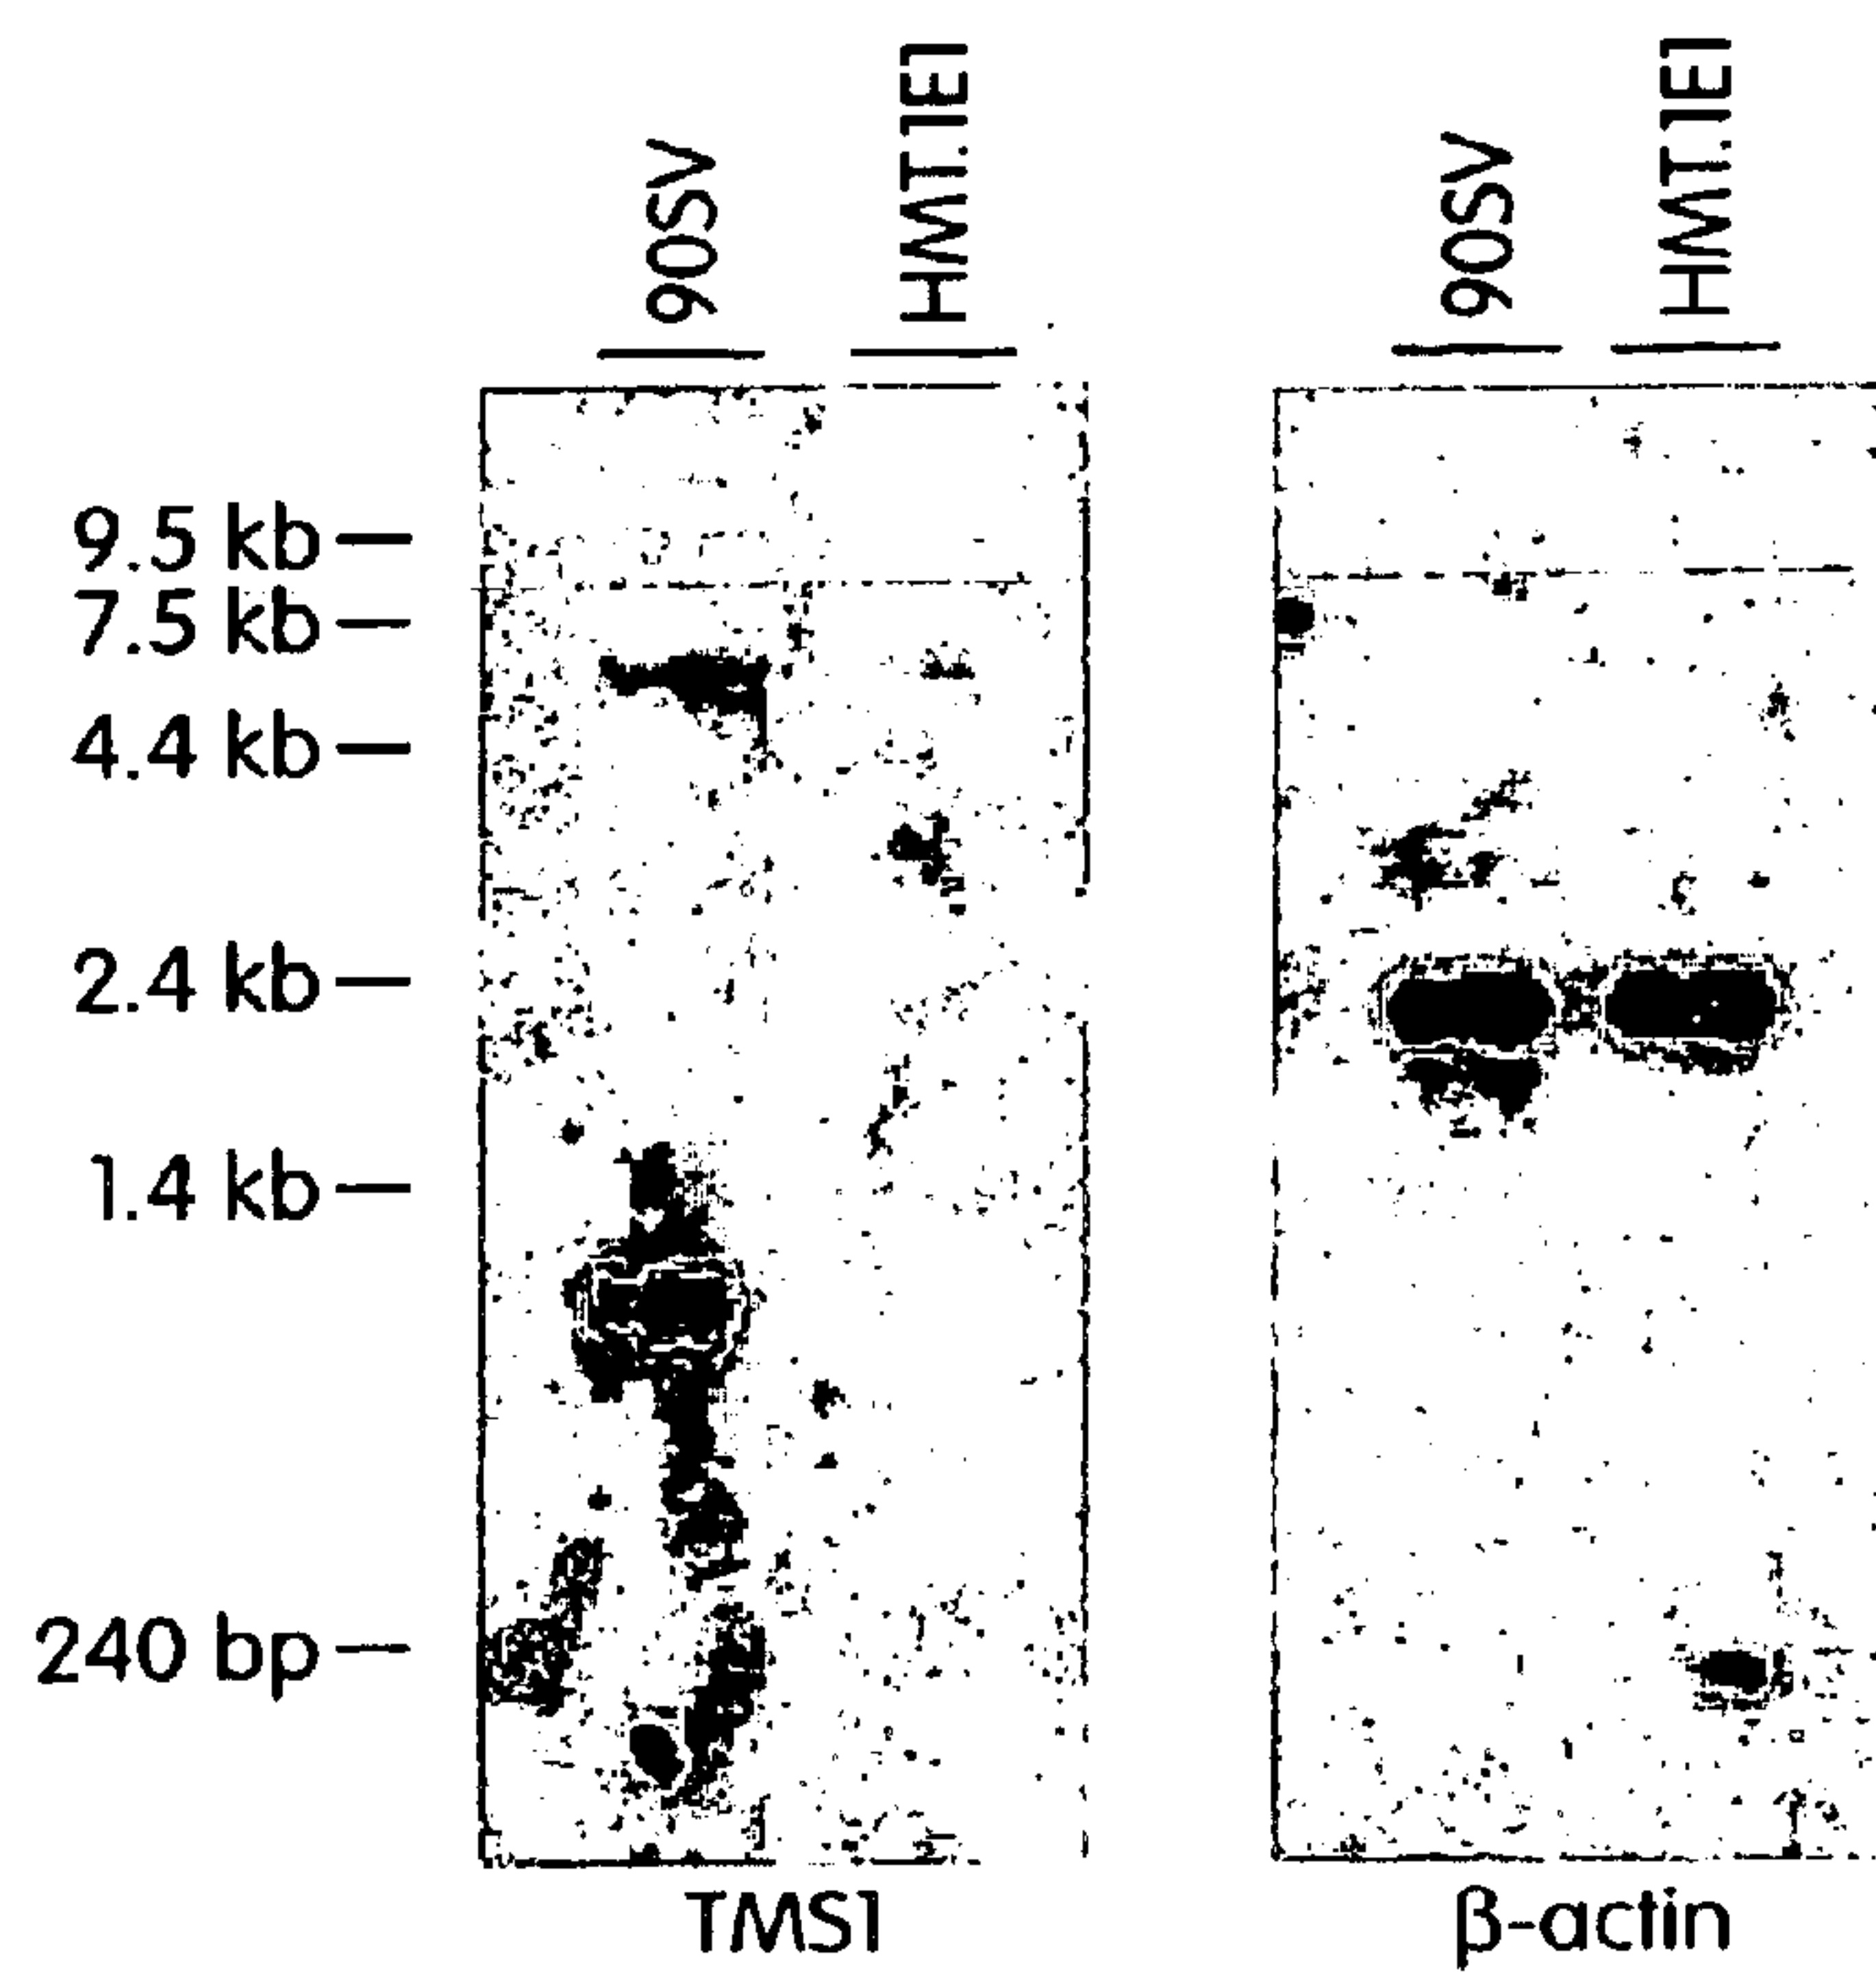 90SV
HMT.1E1
90SV
HMT.1E1
9.5 kb
7.5 kb
4.4 kb
2.4 kb
1.4 kb
240 bp
TMS1
β-actin